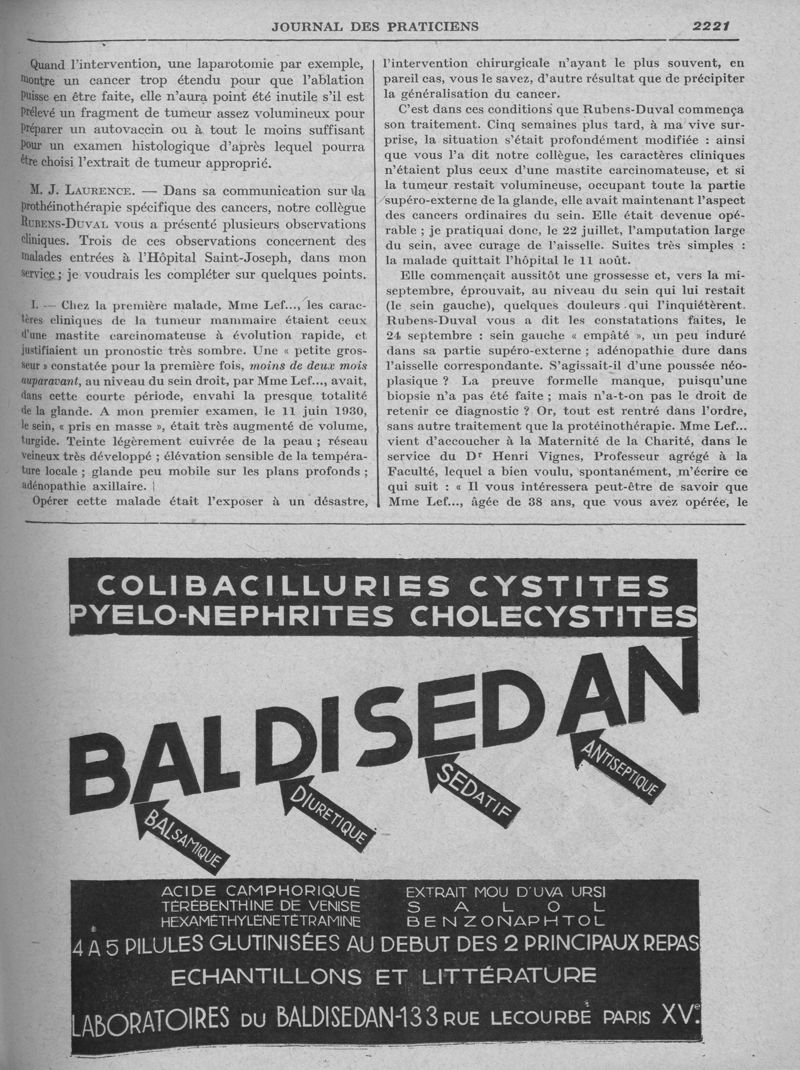 JOURNAL DES PRATICIENS 2221
Quand l'intervention, une laparotomie par exemple,
montre un cancer trop étendu pour que l'ablation
puisse en être faite, elle n'aura point été inutile s'il est
prélevé un fragment de tumeur assez volumineux pour
préparer un autovaccin ou à tout le moins suffisant
pour un examen histologique d'après lequel pourra
être choisi l'extrait de tumeur approprié.
M. J. LAURENCE. — Dans sa communication sur la
prothéinothérapie spécifique des cancers, notre collègue
RUBENS-DUVAL vous a présenté plusieurs observations
cliniques. Trois de ces observations concernent des
malades entrées à l'Hôpital Saint-Joseph, dans mon
service ; je voudrais les compléter sur quelques points.
I. — Chez la première malade, Mme Lef..., les carac-
tères cliniques de la tumeur mammaire étaient ceux
d'une mastite carcinomateuse à évolution rapide, et
justifiaient un pronostic très sombre. Une « petite gros-
seur » constatée pour la première fois, moins de deux mois
auparavant, au niveau du sein droit, par Mme Lef..., avait,
dans cette courte période, envahi la presque totalité
de la glande. A mon premier examen, le 11 juin 1930,
le sein, « pris en masse », était très augmenté de volume,
turgide. Teinte légèrement cuivrée de la peau ; réseau
veineux très développé ; élévation sensible de la tempéra-
ture locale ; glande peu mobile sur les plans profonds ;
adénopathie axillaire.
Opérer cette malade était l'exposer à un désastre,
l'intervention chirurgicale n'ayant le plus souvent, en
pareil cas, vous le savez, d'autre résultat que de précipiter
la généralisation du cancer.
C'est dans ces conditions que Rubens-Duval commença
son traitement. Cinq semaines plus tard, à ma vive sur-
prise, la situation s'était profondément modifiée : ainsi
que vous l'a dit notre collègue, les caractères cliniques
n'étaient plus ceux d'une mastite carcinomateuse, et si
la tumeur restait volumineuse, occupant toute la partie
supéro-externe de la glande, elle avait maintenant l'aspect
des cancers ordinaires du sein. Elle était devenue opé-
rable ; je pratiquai donc, le 22 juillet, l'amputation large
du sein, avec curage de l'aisselle. Suites très simples :
la malade quittait l'hôpital le 11 août.
Elle commençait aussitôt une grossesse et, vers la mi-
septembre, éprouvait, au niveau du sein qui lui restait
(le sein gauche), quelques douleurs qui l'inquiétèrent.
Rubens-Duval vous a dit les constatations faites, le
24 septembre : sein gauche « empâté », un peu induré
dans sa partie supéro-externe ; adénopathie dure dans
l'aisselle correspondante. S'agissait-il d'une poussée néo-
plasique ? La preuve formelle manque, puisqu'une
biopsie n'a pas été faite ; mais n'a-t-on pas le droit de
retenir ce diagnostic ? Or, tout est rentré dans l'ordre,
sans autre traitement que la protéinothérapie. Mme Lef...
vient d'accoucher à la Maternité de la Charité, dans le
service du Dr Henri Vignes, Professeur agrégé à la
Faculté, lequel a bien voulu, spontanément, m'écrire ce
qui suit : « Il vous intéressera peut-être de savoir que
Mme Lef..., âgée de 38 ans, que vous avez opérée, le
COLIBACILLURIES CYSTITES
PYELO-NEPHRITES CHOLECYSTITES
BALDISEDAN
BALSAMIQUE
DIURETIQUE
SEDATIF
ANTISEPTIQUE
ACIDE CAMPHORIQUE EXTRAIT MOU D'UVA URSI
TÉRÉBENTHINE DE VENISE SALOL
HEXAMÉTHYLÈNETÉTRAMINE BENZONAPHTOL
4 A 5 PILULES GLUTINISÉES AU DEBUT DES 2 PRINCIPAUX REPAS
ECHANTILLONS ET LITTÉRATURE
LABORATOIRES DU BALDISEDAN-133 RUE LECOURBE PARIS XVe.